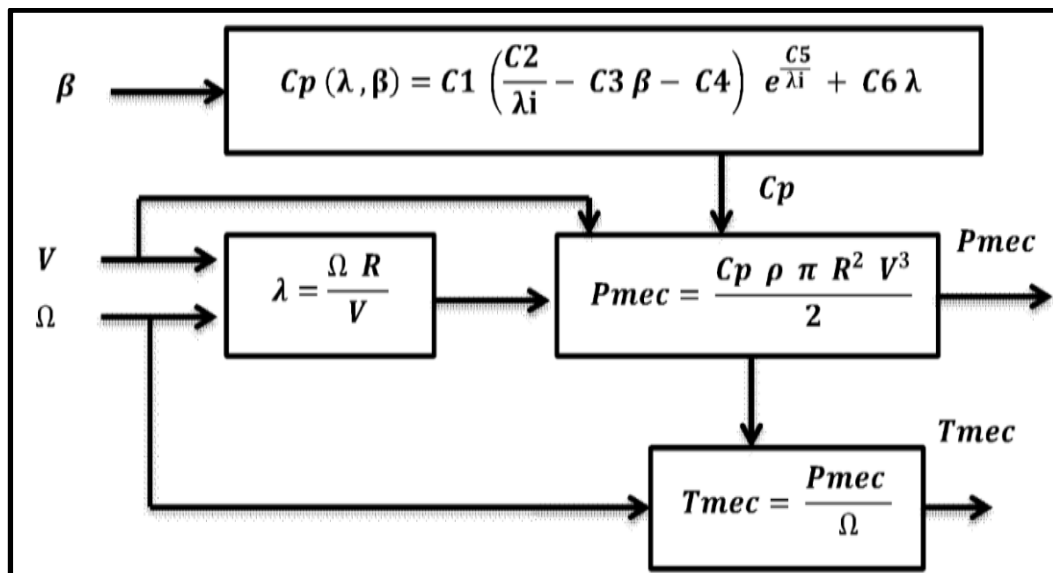 β
Cp (λ , β) = C1 (C2/λi − C3 β − C4) e^(C5/λi) + C6 λ
Cp
V
Ω
λ = Ω R / V
Pmec = Cp ρ π R² V³ / 2
Pmec
Tmec
Tmec = Pmec / Ω